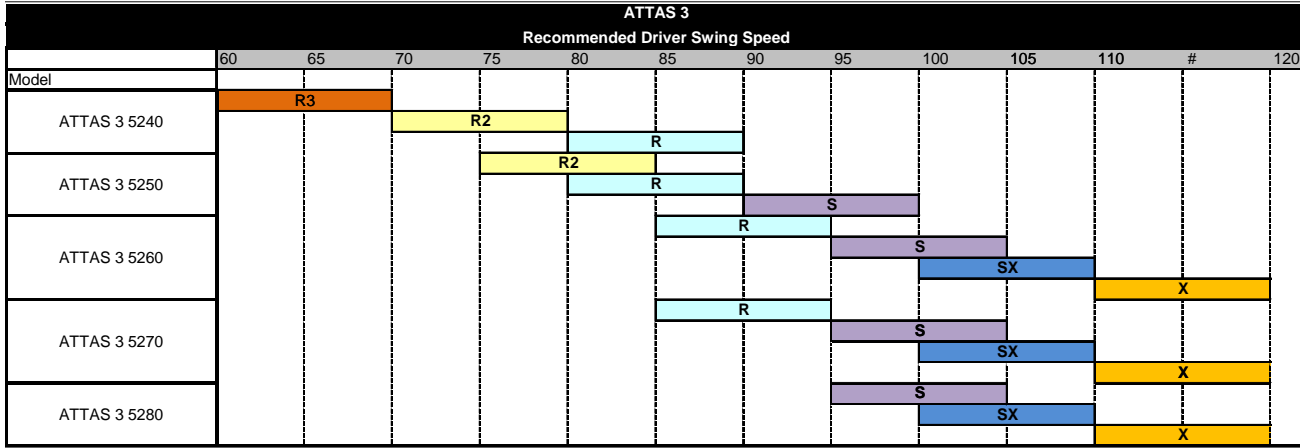 ATTAS 3
Recommended Driver Swing Speed
60 65 70 75 80 85 90 95 100 105 110 # 120
Model
R3
ATTAS 3 5240
R2
R
R2
ATTAS 3 5250
R
S
R
ATTAS 3 5260
S
SX
X
R
ATTAS 3 5270
S
SX
X
S
ATTAS 3 5280
SX
X